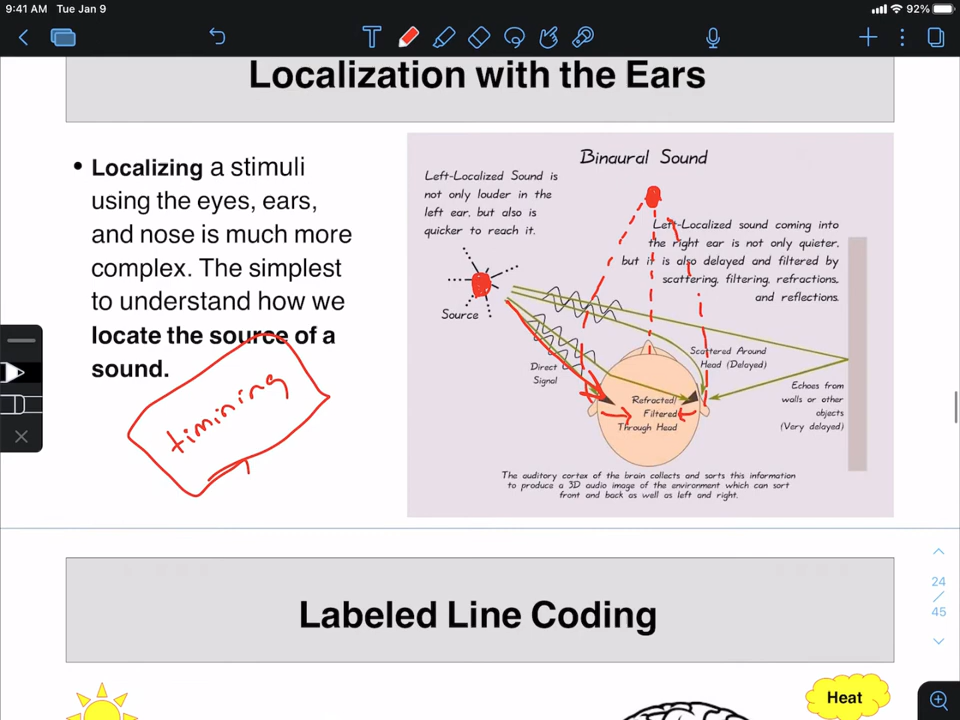 9:41 AM Tue Jan 9
92%
T
Localization with the Ears
• Localizing a stimuli
using the eyes, ears,
and nose is much more
complex. The simplest
to understand how we
locate the source of a
sound.
timining
Binaural Sound
Left-Localized Sound is
not only louder in the
left ear, but also is
quicker to reach it.
Left-Localized sound coming into
the right ear is not only quieter,
but it is also delayed and filtered by
scattering, filtering, refractions,
and reflections.
Source
Direct
Signal
Scattered Around
Head (Delayed)
Refracted/
Filtered
Through Head
Echoes from
walls or other
objects
(Very delayed)
The auditory cortex of the brain collects and sorts this information
to produce a 3D audio image of the environment which can sort
front and back as well as left and right.
24
/
45
Labeled Line Coding
Heat